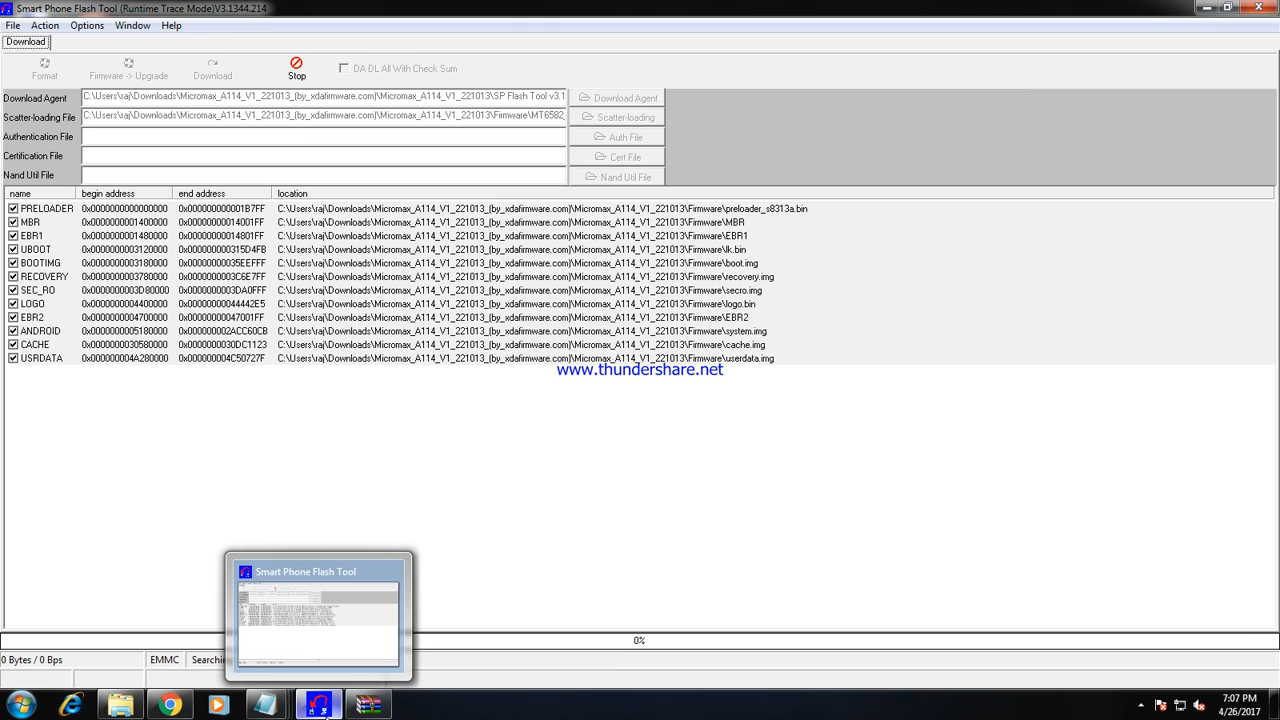 Smart Phone Flash Tool (Runtime Trace Mode)V3.1344.214
File Action Options Window Help
Download
Format Firmware -> Upgrade Download Stop DA DL All With Check Sum
Download Agent C:\Users\raj\Downloads\Micromax_A114_V1_221013_(by_xdafirmware.com)\Micromax_A114_V1_221013\SP Flash Tool v3.1 Download Agent
Scatter-loading File C:\Users\raj\Downloads\Micromax_A114_V1_221013_(by_xdafirmware.com)\Micromax_A114_V1_221013\Firmware\MT6582_ Scatter-loading
Authentication File Auth File
Certification File Cert File
Nand Util File Nand Util File
name begin address end address location
PRELOADER 0x0000000000000000 0x000000000001B7FF C:\Users\raj\Downloads\Micromax_A114_V1_221013_(by_xdafirmware.com)\Micromax_A114_V1_221013\Firmware\preloader_s8313a.bin
MBR 0x0000000001400000 0x00000000014001FF C:\Users\raj\Downloads\Micromax_A114_V1_221013_(by_xdafirmware.com)\Micromax_A114_V1_221013\Firmware\MBR
EBR1 0x0000000001480000 0x00000000014801FF C:\Users\raj\Downloads\Micromax_A114_V1_221013_(by_xdafirmware.com)\Micromax_A114_V1_221013\Firmware\EBR1
UBOOT 0x0000000003120000 0x000000000315D4FB C:\Users\raj\Downloads\Micromax_A114_V1_221013_(by_xdafirmware.com)\Micromax_A114_V1_221013\Firmware\lk.bin
BOOTIMG 0x0000000003180000 0x00000000035EEFFF C:\Users\raj\Downloads\Micromax_A114_V1_221013_(by_xdafirmware.com)\Micromax_A114_V1_221013\Firmware\boot.img
RECOVERY 0x0000000003780000 0x0000000003C6E7FF C:\Users\raj\Downloads\Micromax_A114_V1_221013_(by_xdafirmware.com)\Micromax_A114_V1_221013\Firmware\recovery.img
SEC_RO 0x0000000003D80000 0x0000000003DA0FFF C:\Users\raj\Downloads\Micromax_A114_V1_221013_(by_xdafirmware.com)\Micromax_A114_V1_221013\Firmware\secro.img
LOGO 0x0000000004400000 0x00000000044442E5 C:\Users\raj\Downloads\Micromax_A114_V1_221013_(by_xdafirmware.com)\Micromax_A114_V1_221013\Firmware\logo.bin
EBR2 0x0000000004700000 0x00000000047001FF C:\Users\raj\Downloads\Micromax_A114_V1_221013_(by_xdafirmware.com)\Micromax_A114_V1_221013\Firmware\EBR2
ANDROID 0x0000000005180000 0x000000002ACC60CB C:\Users\raj\Downloads\Micromax_A114_V1_221013_(by_xdafirmware.com)\Micromax_A114_V1_221013\Firmware\system.img
CACHE 0x0000000030580000 0x0000000030DC1123 C:\Users\raj\Downloads\Micromax_A114_V1_221013_(by_xdafirmware.com)\Micromax_A114_V1_221013\Firmware\cache.img
USRDATA 0x000000004A280000 0x000000004C50727F C:\Users\raj\Downloads\Micromax_A114_V1_221013_(by_xdafirmware.com)\Micromax_A114_V1_221013\Firmware\userdata.img
www.thundershare.net
Smart Phone Flash Tool
0%
0 Bytes / 0 Bps EMMC Searching
7:07 PM
4/26/2017